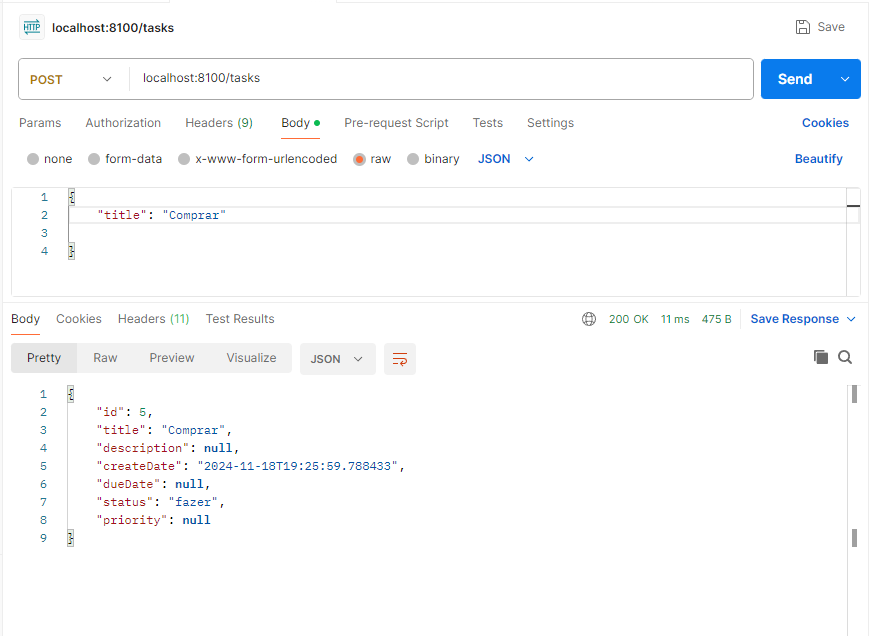 HTTP localhost:8100/tasks Save
POST localhost:8100/tasks Send
Params Authorization Headers (9) Body Pre-request Script Tests Settings Cookies
none form-data x-www-form-urlencoded raw binary JSON Beautify
1 {
2 "title": "Comprar"
3
4 }
Body Cookies Headers (11) Test Results 200 OK 11 ms 475 B Save Response
Pretty Raw Preview Visualize JSON
1 {
2 "id": 5,
3 "title": "Comprar",
4 "description": null,
5 "createDate": "2024-11-18T19:25:59.788433",
6 "dueDate": null,
7 "status": "fazer",
8 "priority": null
9 }